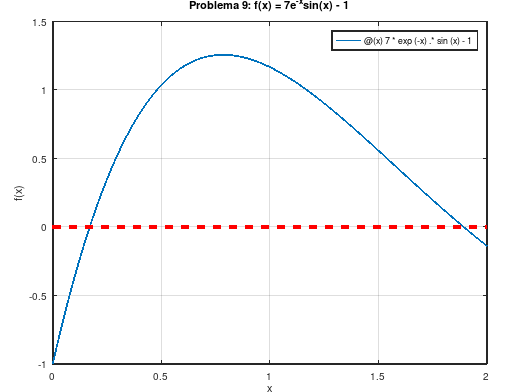 Problema 9: f(x) = 7e^-x sin(x) - 1
@(x) 7 * exp (-x) .* sin (x) - 1
1.5
1
0.5
0
-0.5
-1
f(x)
0
0.5
1
1.5
2
x